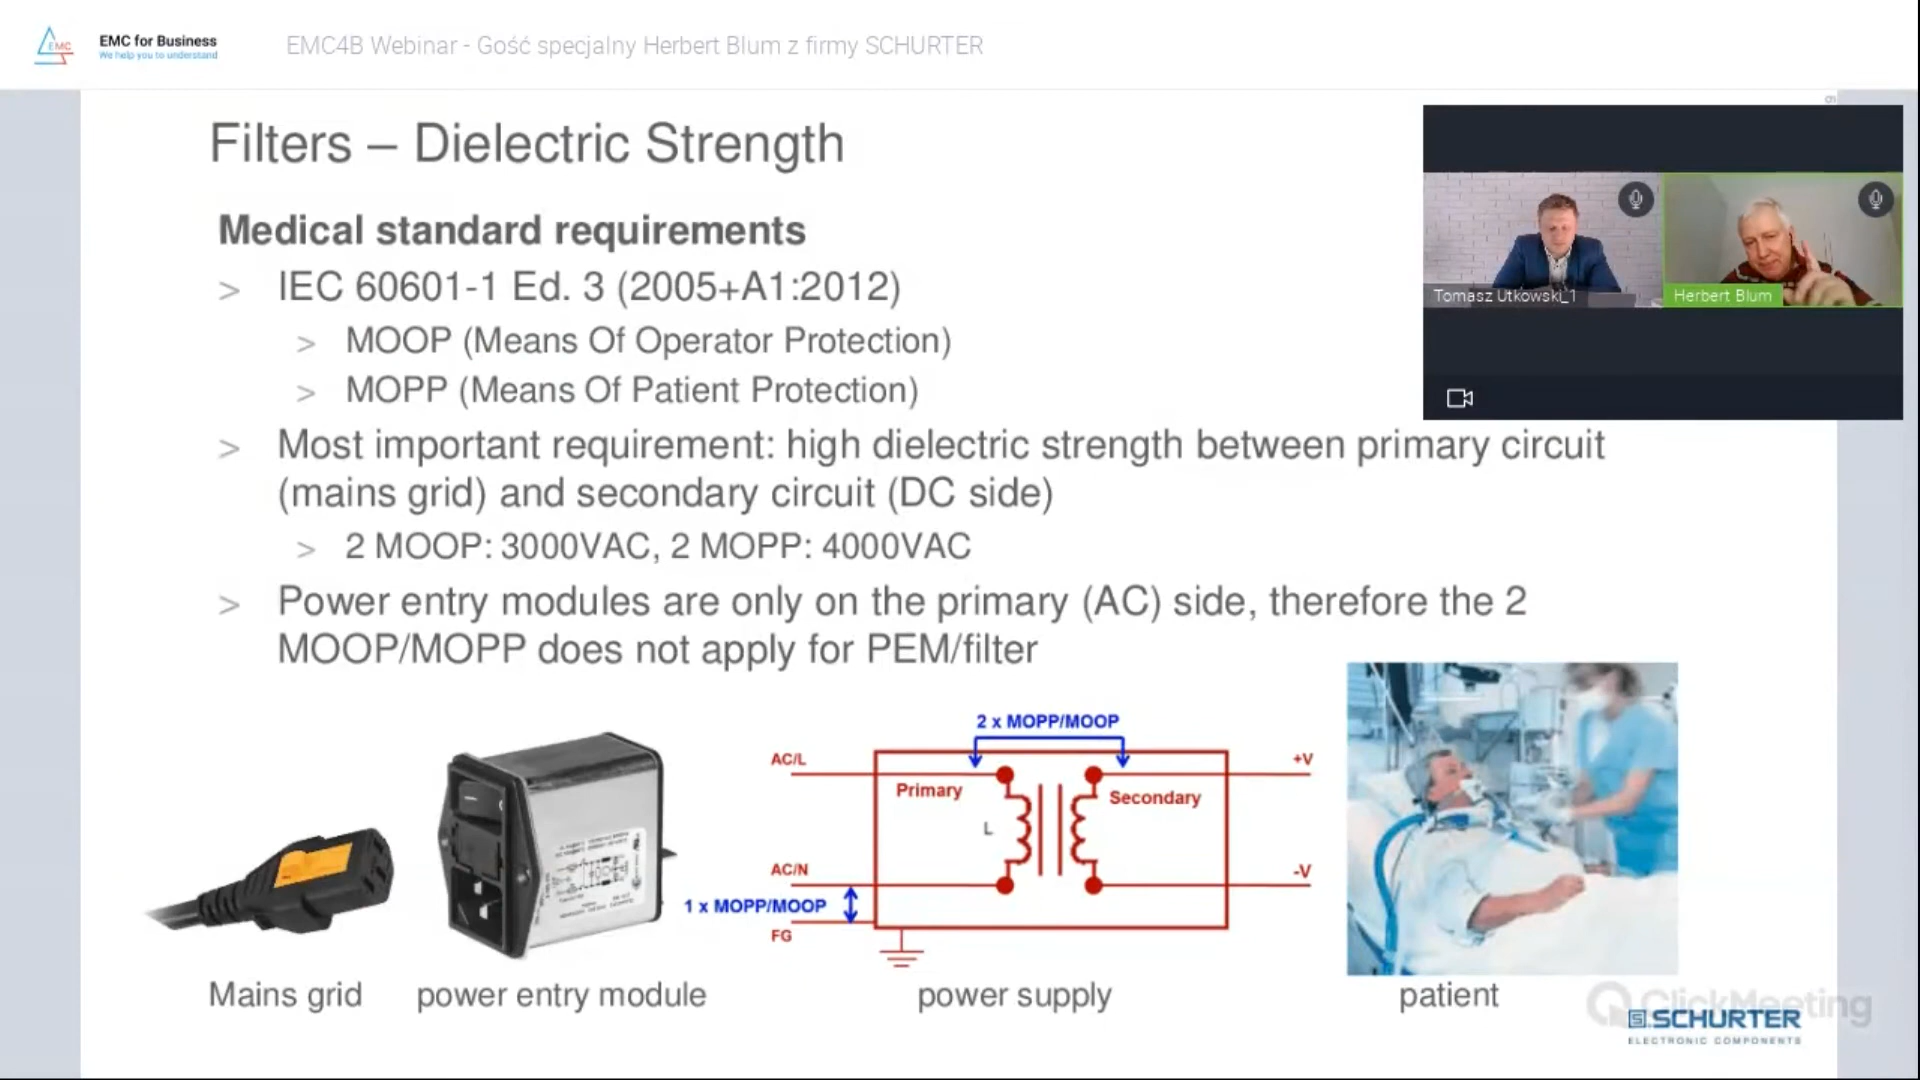 EMC
EMC for Business
We help you to understand
EMC4B Webinar - Gość specjalny Herbert Blum z firmy SCHURTER
Filters – Dielectric Strength
Medical standard requirements
> IEC 60601-1 Ed. 3 (2005+A1:2012)
> MOOP (Means Of Operator Protection)
> MOPP (Means Of Patient Protection)
> Most important requirement: high dielectric strength between primary circuit
(mains grid) and secondary circuit (DC side)
> 2 MOOP: 3000VAC, 2 MOPP: 4000VAC
> Power entry modules are only on the primary (AC) side, therefore the 2
MOOP/MOPP does not apply for PEM/filter
Tomasz Utkowski_1
Herbert Blum
2 x MOPP/MOOP
AC/L
+V
Primary
Secondary
L
AC/N
-V
1 x MOPP/MOOP
FG
Mains grid
power entry module
power supply
patient
ClickMeeting
SCHURTER
ELECTRONIC COMPONENTS